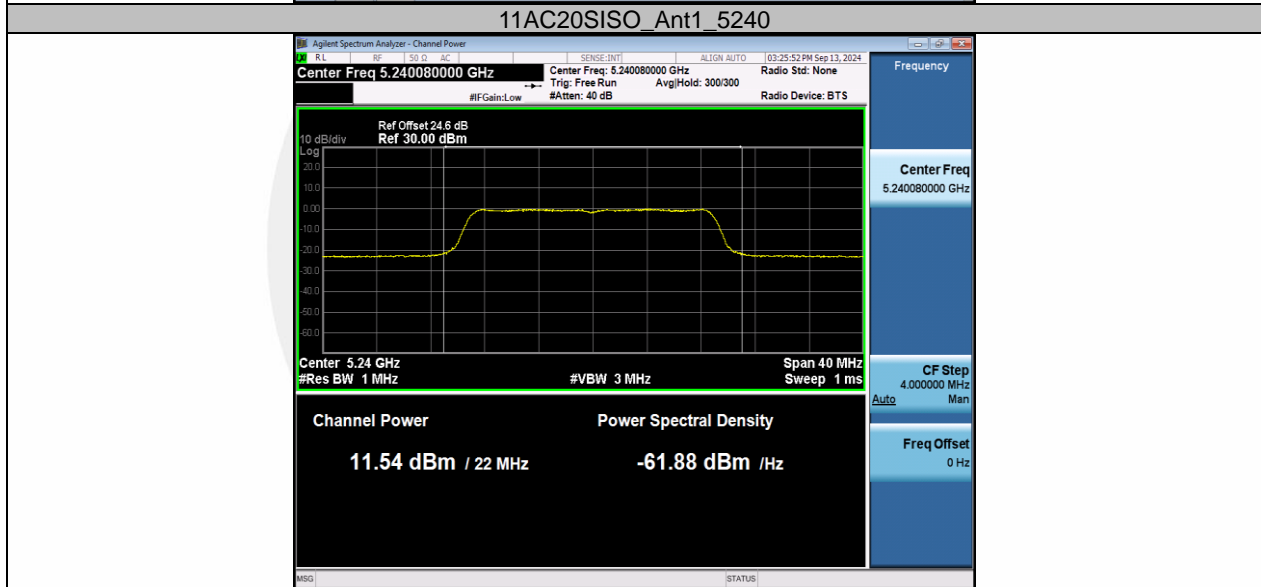 11AC20SISO_Ant1_5240
Agilent Spectrum Analyzer - Channel Power
RL RF 50 Ω AC SENSE:INT ALIGN AUTO 03:25:52 PM Sep 13, 2024
Center Freq 5.240080000 GHz
Center Freq: 5.240080000 GHz
Radio Std: None
Trig: Free Run Avg|Hold: 300/300
#IFGain:Low #Atten: 40 dB
Radio Device: BTS
Frequency
Ref Offset 24.6 dB
10 dB/div Ref 30.00 dBm
Log
20.0
10.0
0.00
-10.0
-20.0
-30.0
-40.0
-50.0
-60.0
Center 5.24 GHz Span 40 MHz
#Res BW 1 MHz #VBW 3 MHz Sweep 1 ms
Center Freq
5.240080000 GHz
CF Step
4.000000 MHz
Auto Man
Freq Offset
0 Hz
Channel Power Power Spectral Density
11.54 dBm / 22 MHz -61.88 dBm /Hz
MSG STATUS